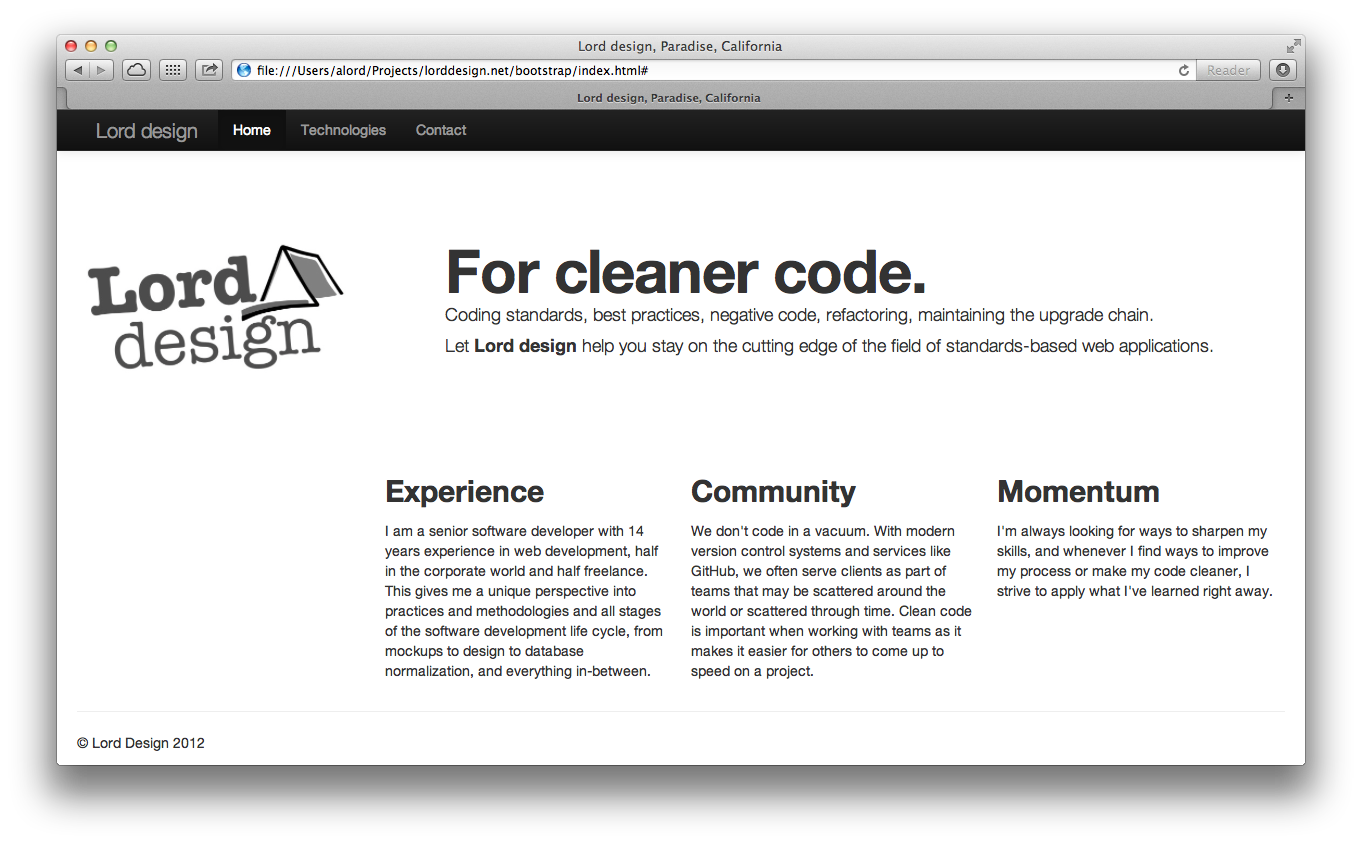 Lord design, Paradise, California
file:///Users/alord/Projects/lorddesign.net/bootstrap/index.html#
Reader
Lord design, Paradise, California
Lord design
Home
Technologies
Contact
Lord
design
For cleaner code.
Coding standards, best practices, negative code, refactoring, maintaining the upgrade chain.
Let Lord design help you stay on the cutting edge of the field of standards-based web applications.
Experience
I am a senior software developer with 14
years experience in web development, half
in the corporate world and half freelance.
This gives me a unique perspective into
practices and methodologies and all stages
of the software development life cycle, from
mockups to design to database
normalization, and everything in-between.
Community
We don't code in a vacuum. With modern
version control systems and services like
GitHub, we often serve clients as part of
teams that may be scattered around the
world or scattered through time. Clean code
is important when working with teams as it
makes it easier for others to come up to
speed on a project.
Momentum
I'm always looking for ways to sharpen my
skills, and whenever I find ways to improve
my process or make my code cleaner, I
strive to apply what I've learned right away.
© Lord Design 2012